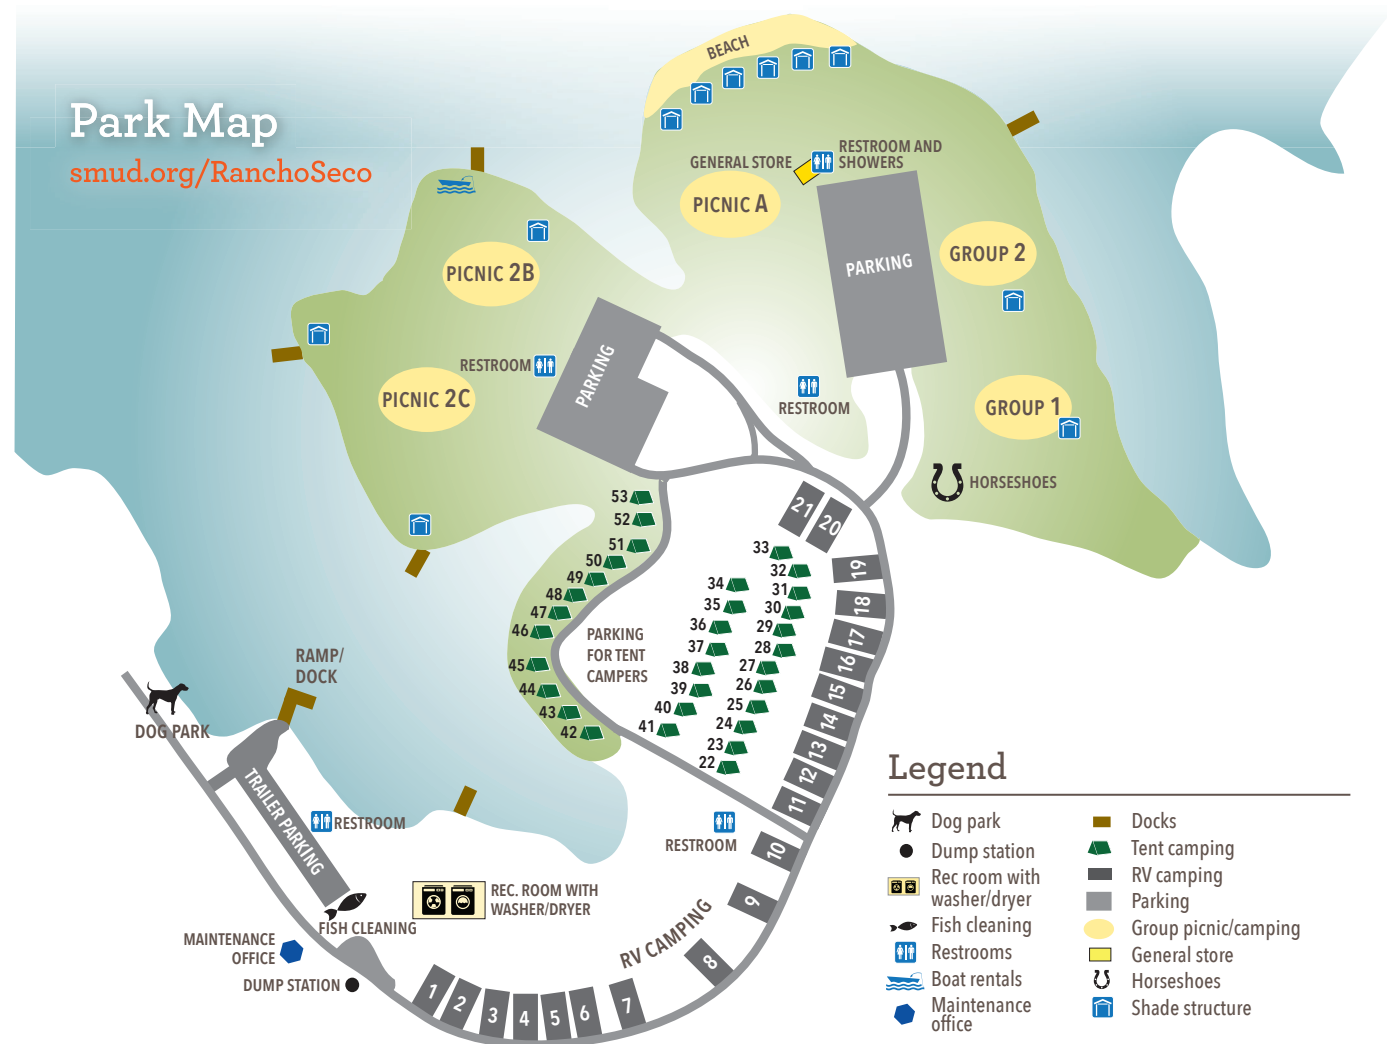 Park Map
smud.org/RanchoSeco
BEACH
GENERAL STORE
RESTROOM AND
SHOWERS
PICNIC A
PARKING
GROUP 2
PICNIC 2B
RESTROOM
PARKING
PICNIC 2C
RESTROOM
GROUP 1
HORSESHOES
53
52
51
50
49
48
47
46
45
44
43
42
PARKING
FOR TENT
CAMPERS
34
35
36
37
38
39
40
41
33
32
31
30
29
28
27
26
25
24
23
22
21
20
19
18
17
16
15
14
13
12
11
10
9
8
7
6
5
4
3
2
1
RV CAMPING
RESTROOM
RAMP/
DOCK
DOG PARK
TRAILER PARKING
RESTROOM
REC. ROOM WITH
WASHER/DRYER
FISH CLEANING
MAINTENANCE
OFFICE
DUMP STATION
Legend
Dog park
Dump station
Rec room with
washer/dryer
Fish cleaning
Restrooms
Boat rentals
Maintenance
office
Docks
Tent camping
RV camping
Parking
Group picnic/camping
General store
Horseshoes
Shade structure